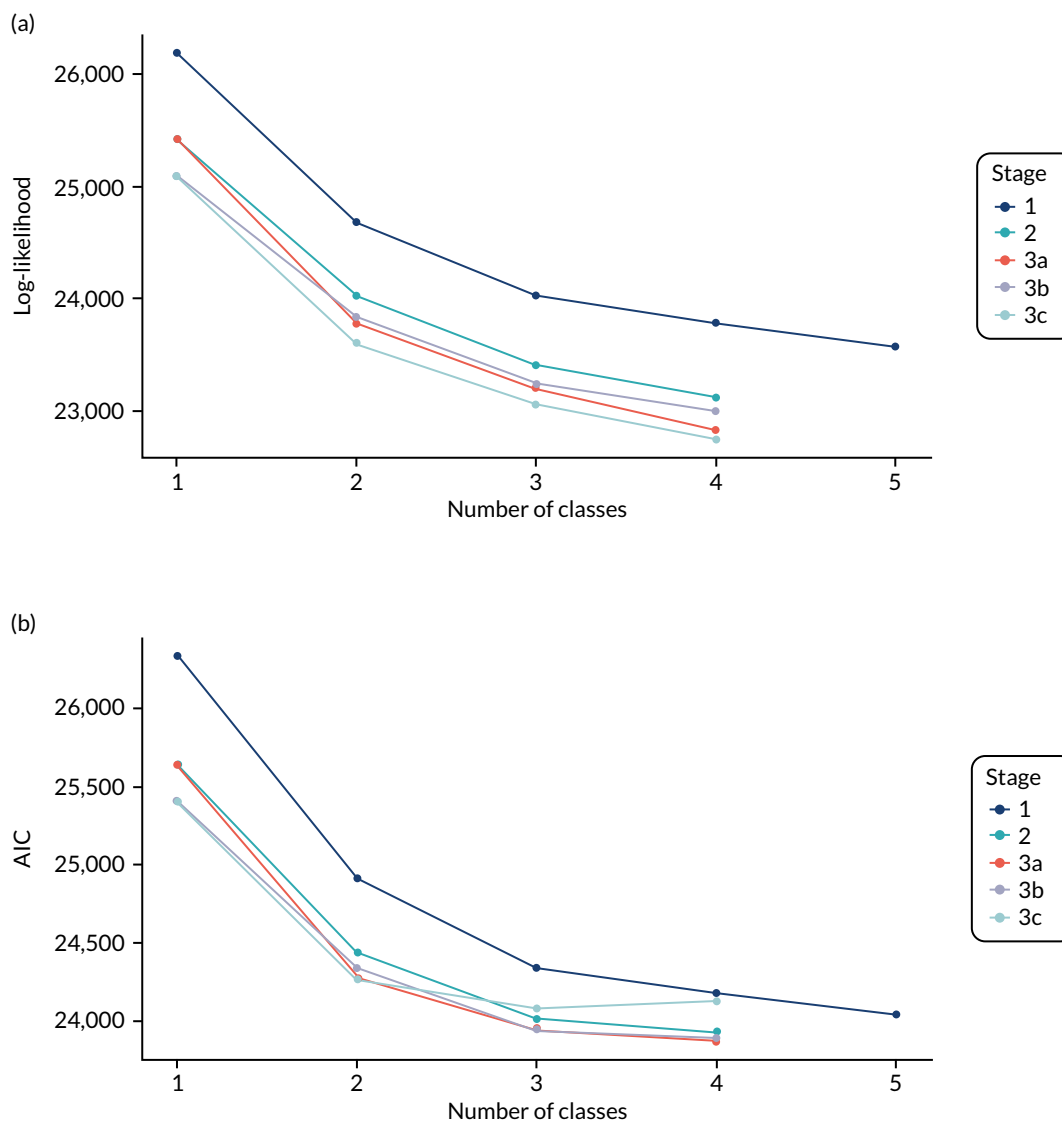 (a)
26,000
25,000
24,000
23,000
Log-likelihood
1 2 3 4 5
Number of classes
Stage
1
2
3a
3b
3c
(b)
26,000
25,500
25,000
24,500
24,000
AIC
1 2 3 4 5
Number of classes
Stage
1
2
3a
3b
3c